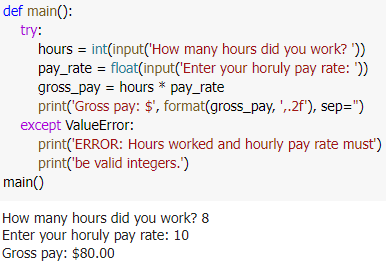 def main():
try:
hours = int(input('How many hours did you work? '))
pay_rate = float(input('Enter your horuly pay rate: '))
gross_pay = hours * pay_rate
print('Gross pay: $', format(gross_pay, ',.2f'), sep='')
except ValueError:
print('ERROR: Hours worked and hourly pay rate must')
print('be valid integers.')
main()
How many hours did you work? 8
Enter your horuly pay rate: 10
Gross pay: $80.00